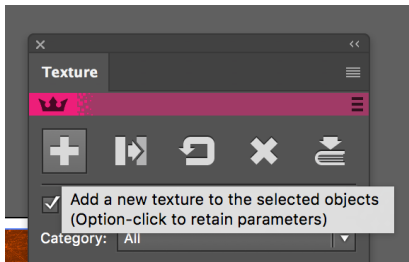 Texture
Add a new texture to the selected objects
(Option-click to retain parameters)
Category: All